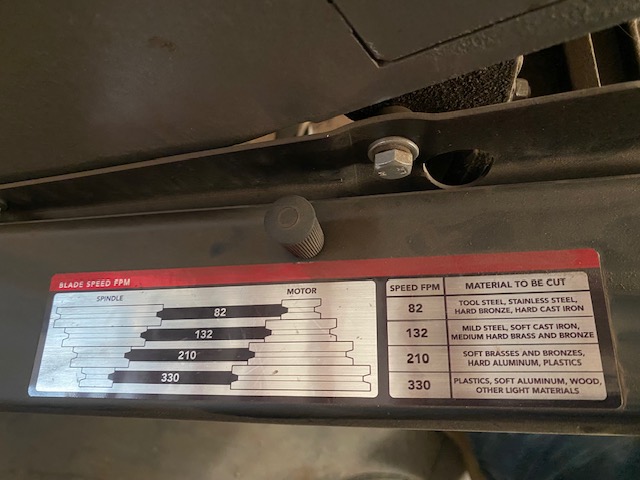 BLADE SPEED FPM
SPINDLE
MOTOR
82
132
210
330
SPEED FPM
MATERIAL TO BE CUT
82
TOOL STEEL, STAINLESS STEEL,
HARD BRONZE, HARD CAST IRON
132
MILD STEEL, SOFT CAST IRON,
MEDIUM HARD BRASS AND BRONZE
210
SOFT BRASSES AND BRONZES,
HARD ALUMINUM, PLASTICS
330
PLASTICS, SOFT ALUMINUM, WOOD,
OTHER LIGHT MATERIALS